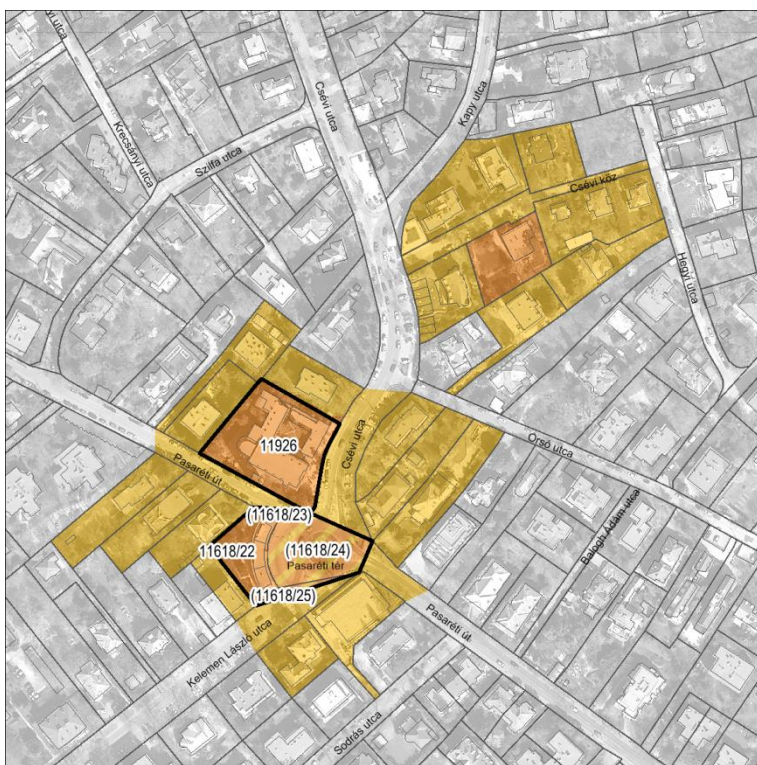 yi utca
Krecsányi utca
Szilfa utca
Csévi utca
Kapy utca
Csévi köz
Hegyi utca
11926
Csévi utca
Orsó utca
Pasaréti út
(11618/23)
11618/22
(11618/24)
Pasaréti tér
(11618/25)
Balogh Ádám utca
Kelemen László utca
Pasaréti út
Sodrás utca